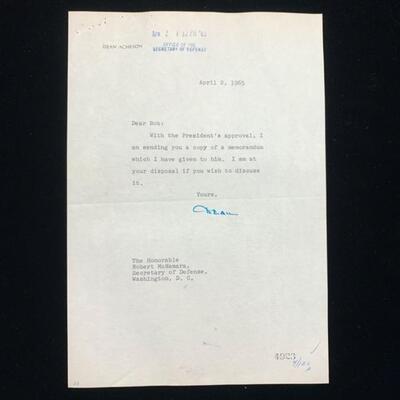 DEAN ACHESON
OFFICE OF THE
SECRETARY OF DEFENSE
April 2, 1965
Dear Bob:
With the President's approval, I
am sending you a copy of a memorandum
which I have given to him. I am at
your disposal if you wish to discuss
it.
Yours,
Dean
The Honorable
Robert McNamara,
Secretary of Defense,
Washington, D. C.